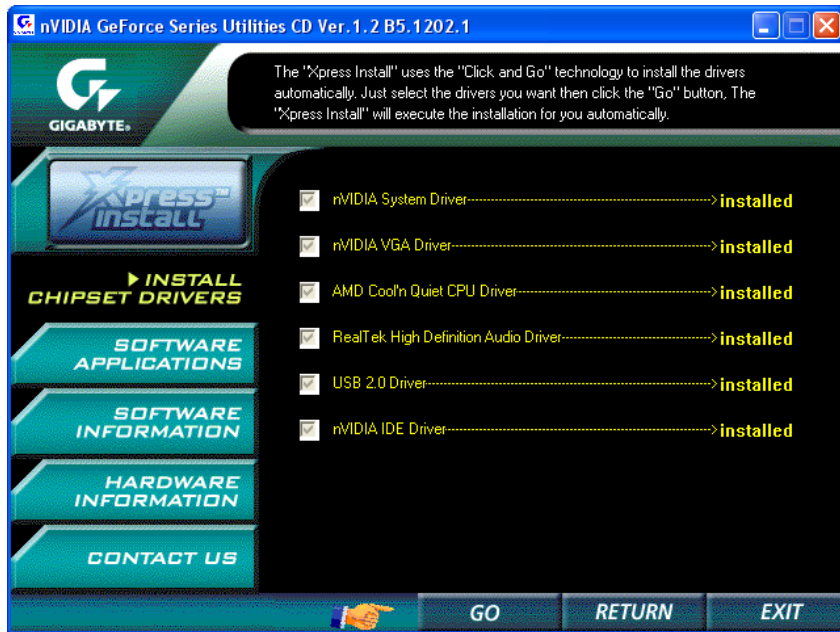 nVIDIA GeForce Series Utilities CD Ver.1.2 B5.1202.1
GIGABYTE
The "Xpress Install" uses the "Click and Go" technology to install the drivers
automatically. Just select the drivers you want then click the "Go" button, The
"Xpress Install" will execute the installation for you automatically.
Xpress™
Install
INSTALL
CHIPSET DRIVERS
SOFTWARE
APPLICATIONS
SOFTWARE
INFORMATION
HARDWARE
INFORMATION
CONTACT US
nVIDIA System Driver------------------------------>installed
nVIDIA VGA Driver------------------------------>installed
AMD Cool'n Quiet CPU Driver------------------------------>installed
RealTek High Definition Audio Driver------------------------------>installed
USB 2.0 Driver------------------------------>installed
nVIDIA IDE Driver------------------------------>installed
GO
RETURN
EXIT